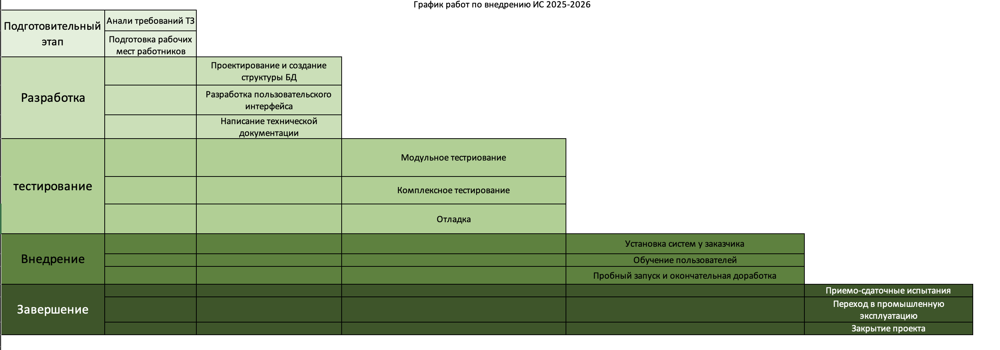 График работ по внедрению ИС 2025-2026
Подготовительный
этап
Анали требований ТЗ
Подготовка рабочих
мест работников
Разработка
Проектирование и создание
структуры БД
Разработка пользовательского
интерфейса
Написание технической
документации
тестирование
Модульное тестриование
Комплексное тестирование
Отладка
Внедрение
Установка систем у заказчика
Обучение пользователей
Пробный запуск и окончательная доработка
Завершение
Приемо-сдаточные испытания
Переход в промышленную
эксплуатацию
Закрытие проекта